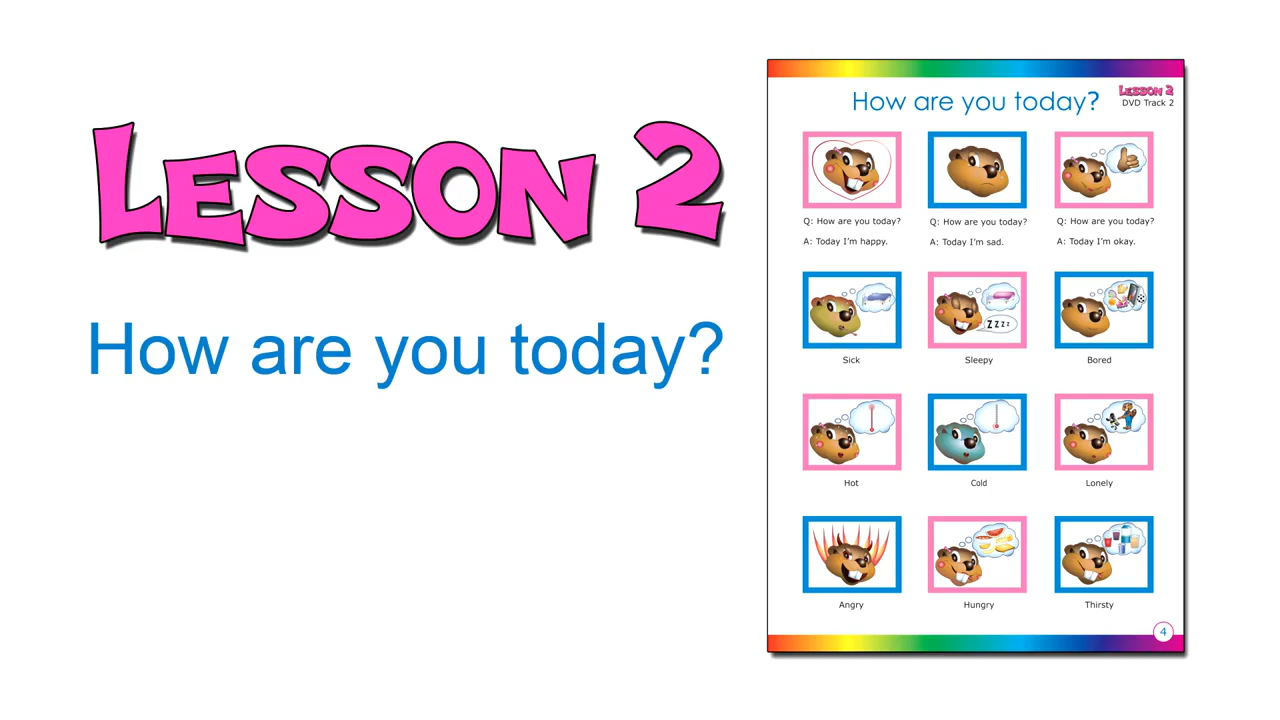 LESSON 2
How are you today?
How are you today?
LESSON 2
DVD Track 2
Q: How are you today?
A: Today I'm happy.
Q: How are you today?
A: Today I'm sad.
Q: How are you today?
A: Today I'm okay.
Sick
ZZZZ
Sleepy
Bored
Hot
Cold
Lonely
Angry
Hungry
Thirsty
4